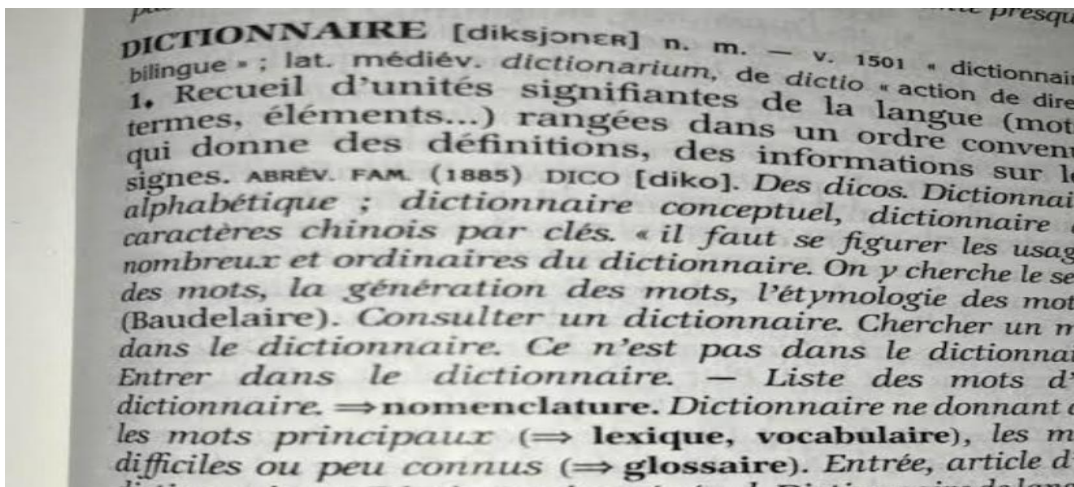 presqu
DICTIONNAIRE [diksjɔnɛʀ] n. m. — v. 1501 « dictionnair
bilingue » ; lat. médiév. dictionarium, de dictio « action de dire
1. Recueil d'unités signifiantes de la langue (mot
termes, éléments...) rangées dans un ordre convent
qui donne des définitions, des informations sur le
signes. ABRÉV. FAM. (1885) DICO [diko]. Des dicos. Dictionnai
alphabétique ; dictionnaire conceptuel, dictionnaire
caractères chinois par clés. « il faut se figurer les usag
nombreux et ordinaires du dictionnaire. On y cherche le se
des mots, la génération des mots, l'étymologie des mot
(Baudelaire). Consulter un dictionnaire. Chercher un m
dans le dictionnaire. Ce n'est pas dans le dictionnai
Entrer dans le dictionnaire. — Liste des mots d'
dictionnaire. ⇒ nomenclature. Dictionnaire ne donnant
les mots principaux (⇒ lexique, vocabulaire), les m
difficiles ou peu connus (⇒ glossaire). Entrée, article d'